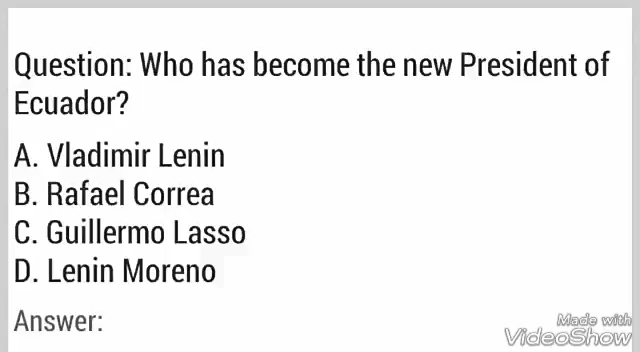 Question: Who has become the new President of
Ecuador?
A. Vladimir Lenin
B. Rafael Correa
C. Guillermo Lasso
D. Lenin Moreno
Answer:
Made with
VideoShow